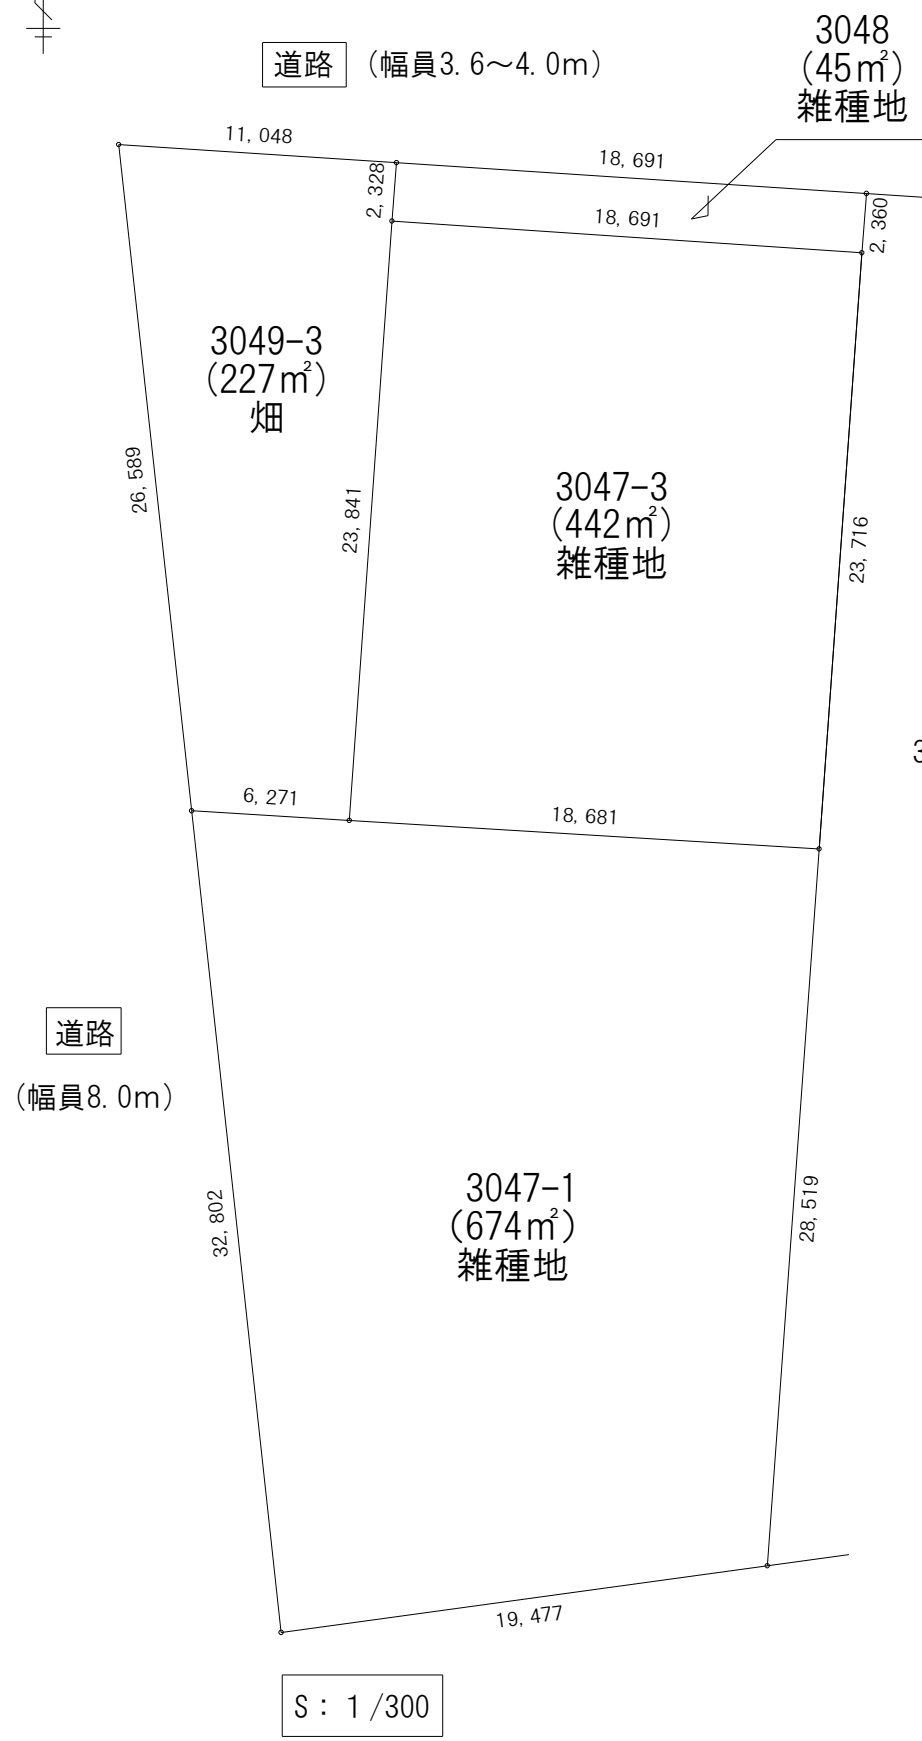 道路 (幅員3.6~4.0m)
3048
(45㎡)
雑種地
11,048
18,691
2,328
18,691
2,360
3049-3
(227㎡)
畑
26,589
23,841
3047-3
(442㎡)
雑種地
23,716
3
6,271
18,681
道路
(幅員8.0m)
32,802
3047-1
(674㎡)
雑種地
28,519
19,477
S:1/300